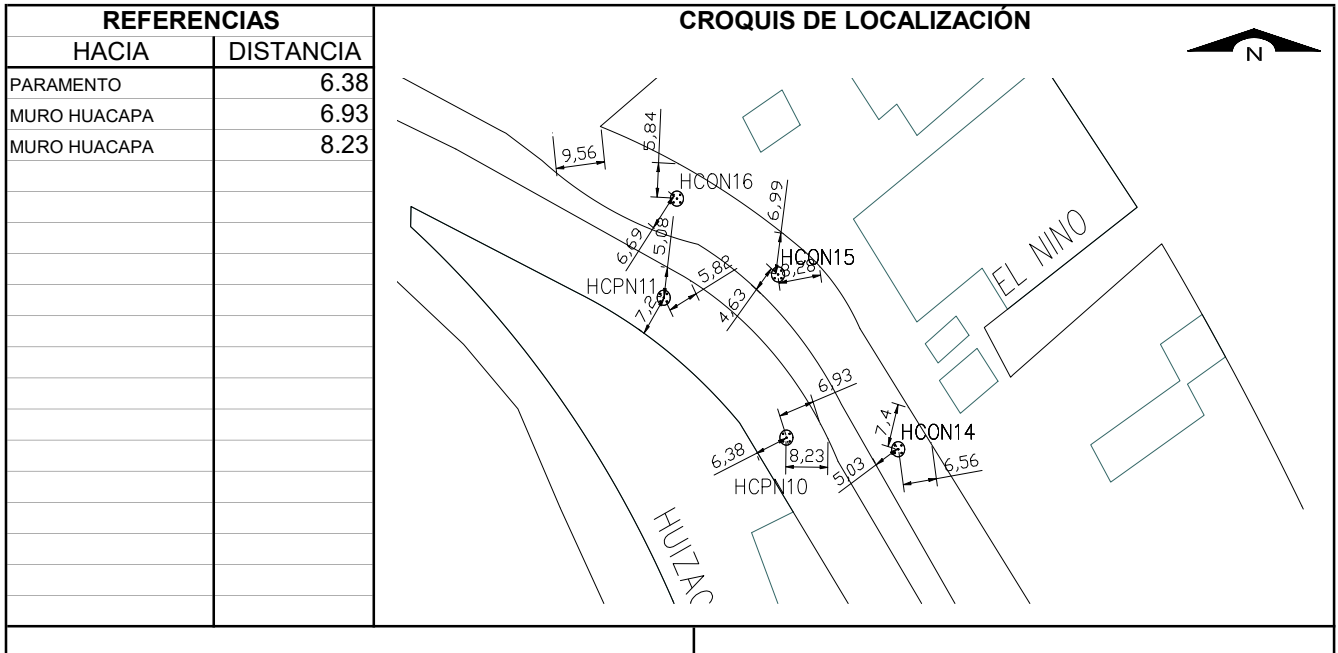 REFERENCIAS
HACIA DISTANCIA
PARAMENTO 6.38
MURO HUACAPA 6.93
MURO HUACAPA 8.23
CROQUIS DE LOCALIZACIÓN
N
5,84
9,56
HCON16
6,99
6,69
5,08
HCON15
8,28
5,82
HCPN11
7,2
4,63
EL NINO
6,93
7,4
HCON14
6,38
8,23
5,03
6,56
HCPN10
HUIZAC